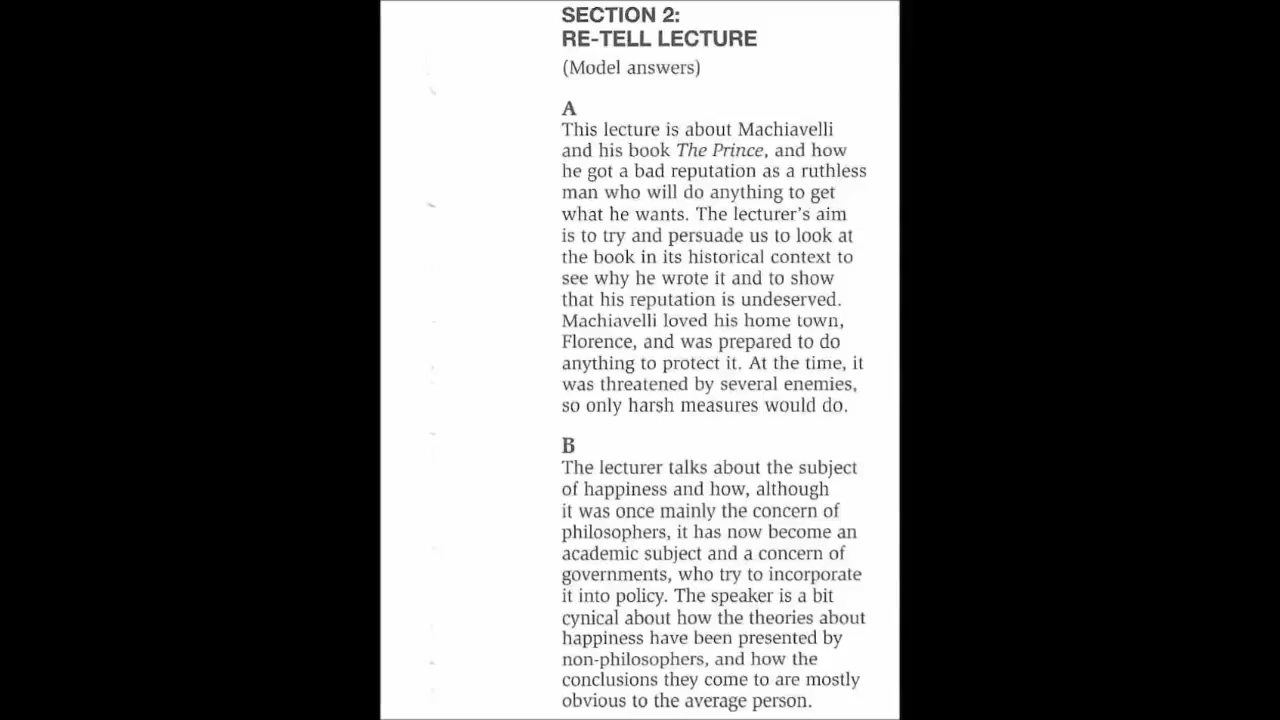 SECTION 2:
RE-TELL LECTURE
(Model answers)
A
This lecture is about Machiavelli
and his book The Prince, and how
he got a bad reputation as a ruthless
man who will do anything to get
what he wants. The lecturer's aim
is to try and persuade us to look at
the book in its historical context to
see why he wrote it and to show
that his reputation is undeserved.
Machiavelli loved his home town,
Florence, and was prepared to do
anything to protect it. At the time, it
was threatened by several enemies,
so only harsh measures would do.
B
The lecturer talks about the subject
of happiness and how, although
it was once mainly the concern of
philosophers, it has now become an
academic subject and a concern of
governments, who try to incorporate
it into policy. The speaker is a bit
cynical about how the theories about
happiness have been presented by
non-philosophers, and how the
conclusions they come to are mostly
obvious to the average person.